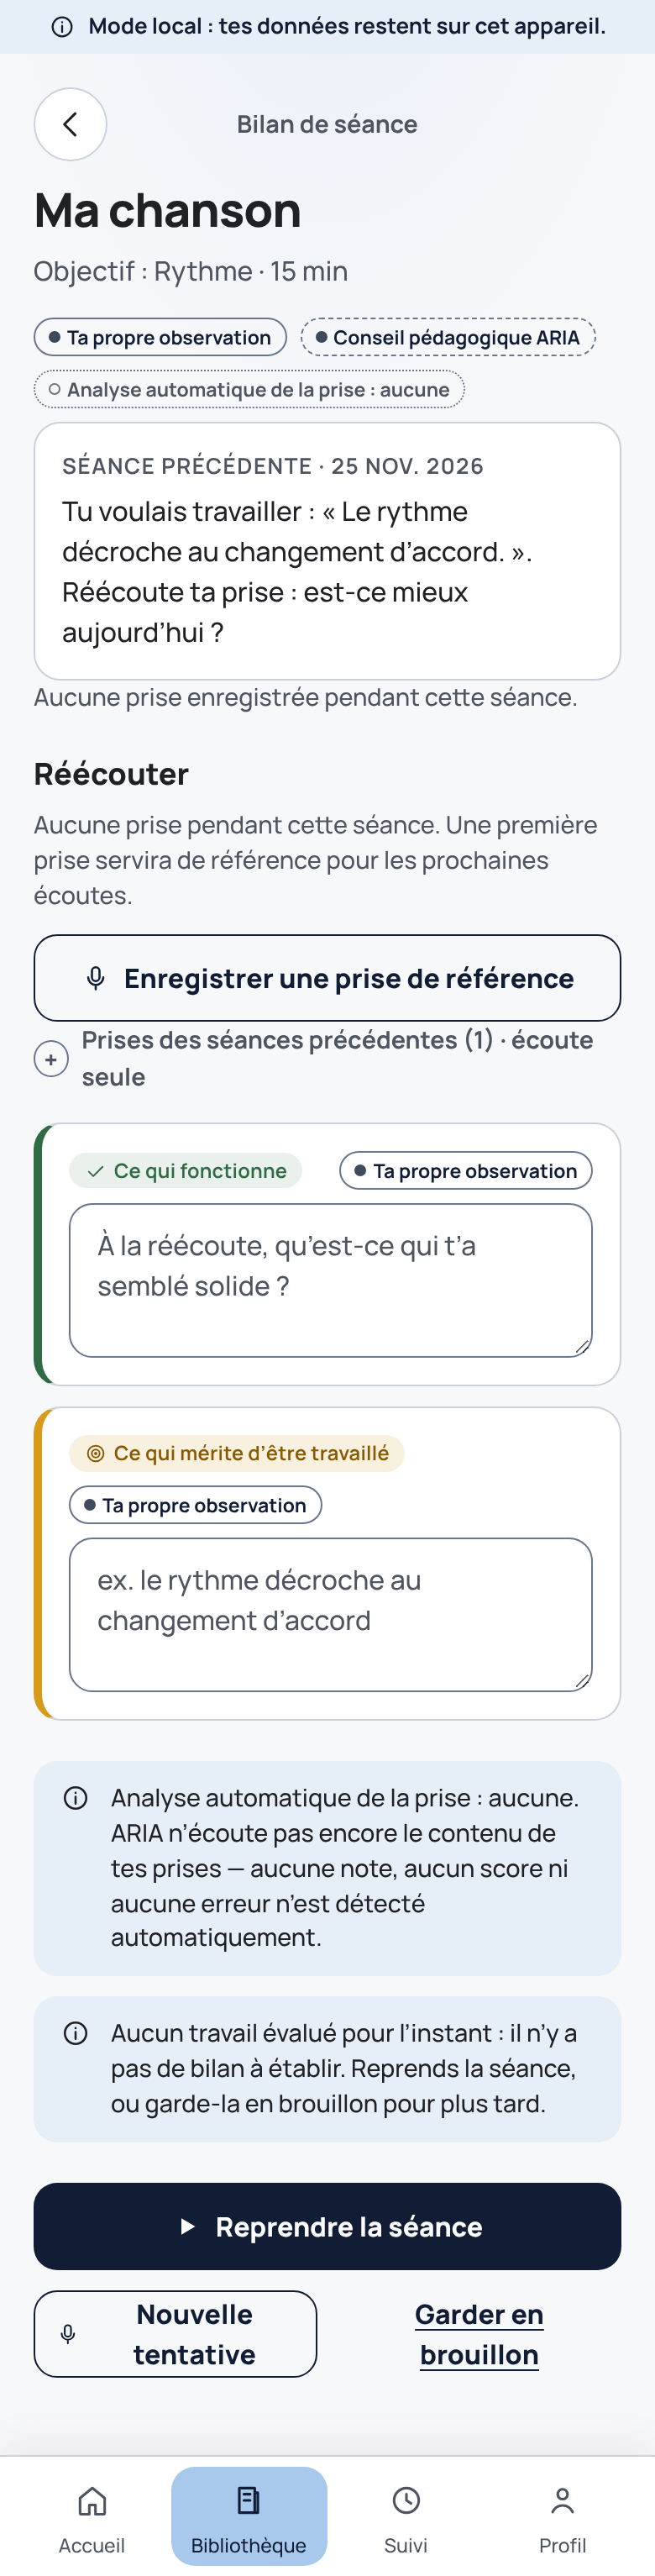 Mode local : tes données restent sur cet appareil.
Bilan de séance
Ma chanson
Objectif : Rythme · 15 min
Ta propre observation
Conseil pédagogique ARIA
Analyse automatique de la prise : aucune
SÉANCE PRÉCÉDENTE · 25 NOV. 2026
Tu voulais travailler : « Le rythme
décroche au changement d’accord. ».
Réécoute ta prise : est-ce mieux
aujourd’hui ?
Aucune prise enregistrée pendant cette séance.
Réécouter
Aucune prise pendant cette séance. Une première
prise servira de référence pour les prochaines
écoutes.
Enregistrer une prise de référence
Prises des séances précédentes (1) · écoute
seule
Ce qui fonctionne
Ta propre observation
À la réécoute, qu’est-ce qui t’a
semblé solide ?
Ce qui mérite d’être travaillé
Ta propre observation
ex. le rythme décroche au
changement d’accord
Analyse automatique de la prise : aucune.
ARIA n’écoute pas encore le contenu de
tes prises — aucune note, aucun score ni
aucune erreur n’est détecté
automatiquement.
Aucun travail évalué pour l’instant : il n’y a
pas de bilan à établir. Reprends la séance,
ou garde-la en brouillon pour plus tard.
Reprendre la séance
Nouvelle
tentative
Garder en
brouillon
Accueil
Bibliothèque
Suivi
Profil